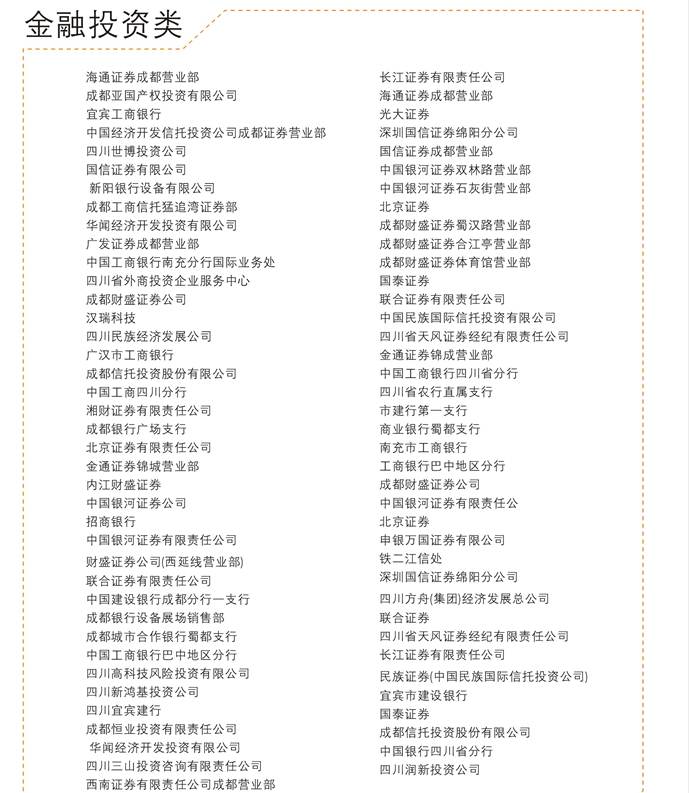 金融投资类
海通证券成都营业部
成都亚国产权投资有限公司
宜宾工商银行
中国经济开发信托投资公司成都证券营业部
四川世博投资公司
国信证券有限公司
新阳银行设备有限公司
成都工商信托猛追湾证券部
华闻经济开发投资有限公司
广发证券成都营业部
中国工商银行南充分行国际业务处
四川省外商投资企业服务中心
成都财盛证券公司
汉瑞科技
四川民族经济发展公司
广汉市工商银行
成都信托投资股份有限公司
中国工商四川分行
湘财证券有限责任公司
成都银行广场支行
北京证券有限责任公司
金通证券锦城营业部
内江财盛证券
中国银河证券公司
招商银行
中国银河证券有限责任公司
财盛证券公司(西延线营业部)
联合证券有限责任公司
中国建设银行成都分行一支行
成都银行设备展场销售部
成都城市合作银行蜀都支行
中国工商银行巴中地区分行
四川高科技风险投资有限公司
四川新鸿基投资公司
四川宜宾建行
成都恒业投资有限责任公司
华闻经济开发投资有限公司
四川三山投资咨询有限责任公司
西南证券有限责任公司成都营业部
长江证券有限责任公司
海通证券成都营业部
光大证券
深圳国信证券绵阳分公司
国信证券成都营业部
中国银河证券双林路营业部
中国银河证券石灰街营业部
北京证券
成都财盛证券蜀汉路营业部
成都财盛证券合江亭营业部
成都财盛证券体育馆营业部
国泰证券
联合证券有限责任公司
中国民族国际信托投资有限公司
四川省天风证券经纪有限责任公司
金通证券锦成营业部
中国工商银行四川省分行
四川省农行直属支行
市建行第一支行
商业银行蜀都支行
南充市工商银行
工商银行巴中地区分行
成都财盛证券公司
中国银河证券有限责任公
北京证券
申银万国证券有限公司
铁二江信处
深圳国信证券绵阳分公司
四川方舟(集团)经济发展总公司
联合证券
四川省天风证券经纪有限责任公司
长江证券有限责任公司
民族证券(中国民族国际信托投资公司)
宜宾市建设银行
国泰证券
成都信托投资股份有限公司
中国银行四川省分行
四川润新投资公司